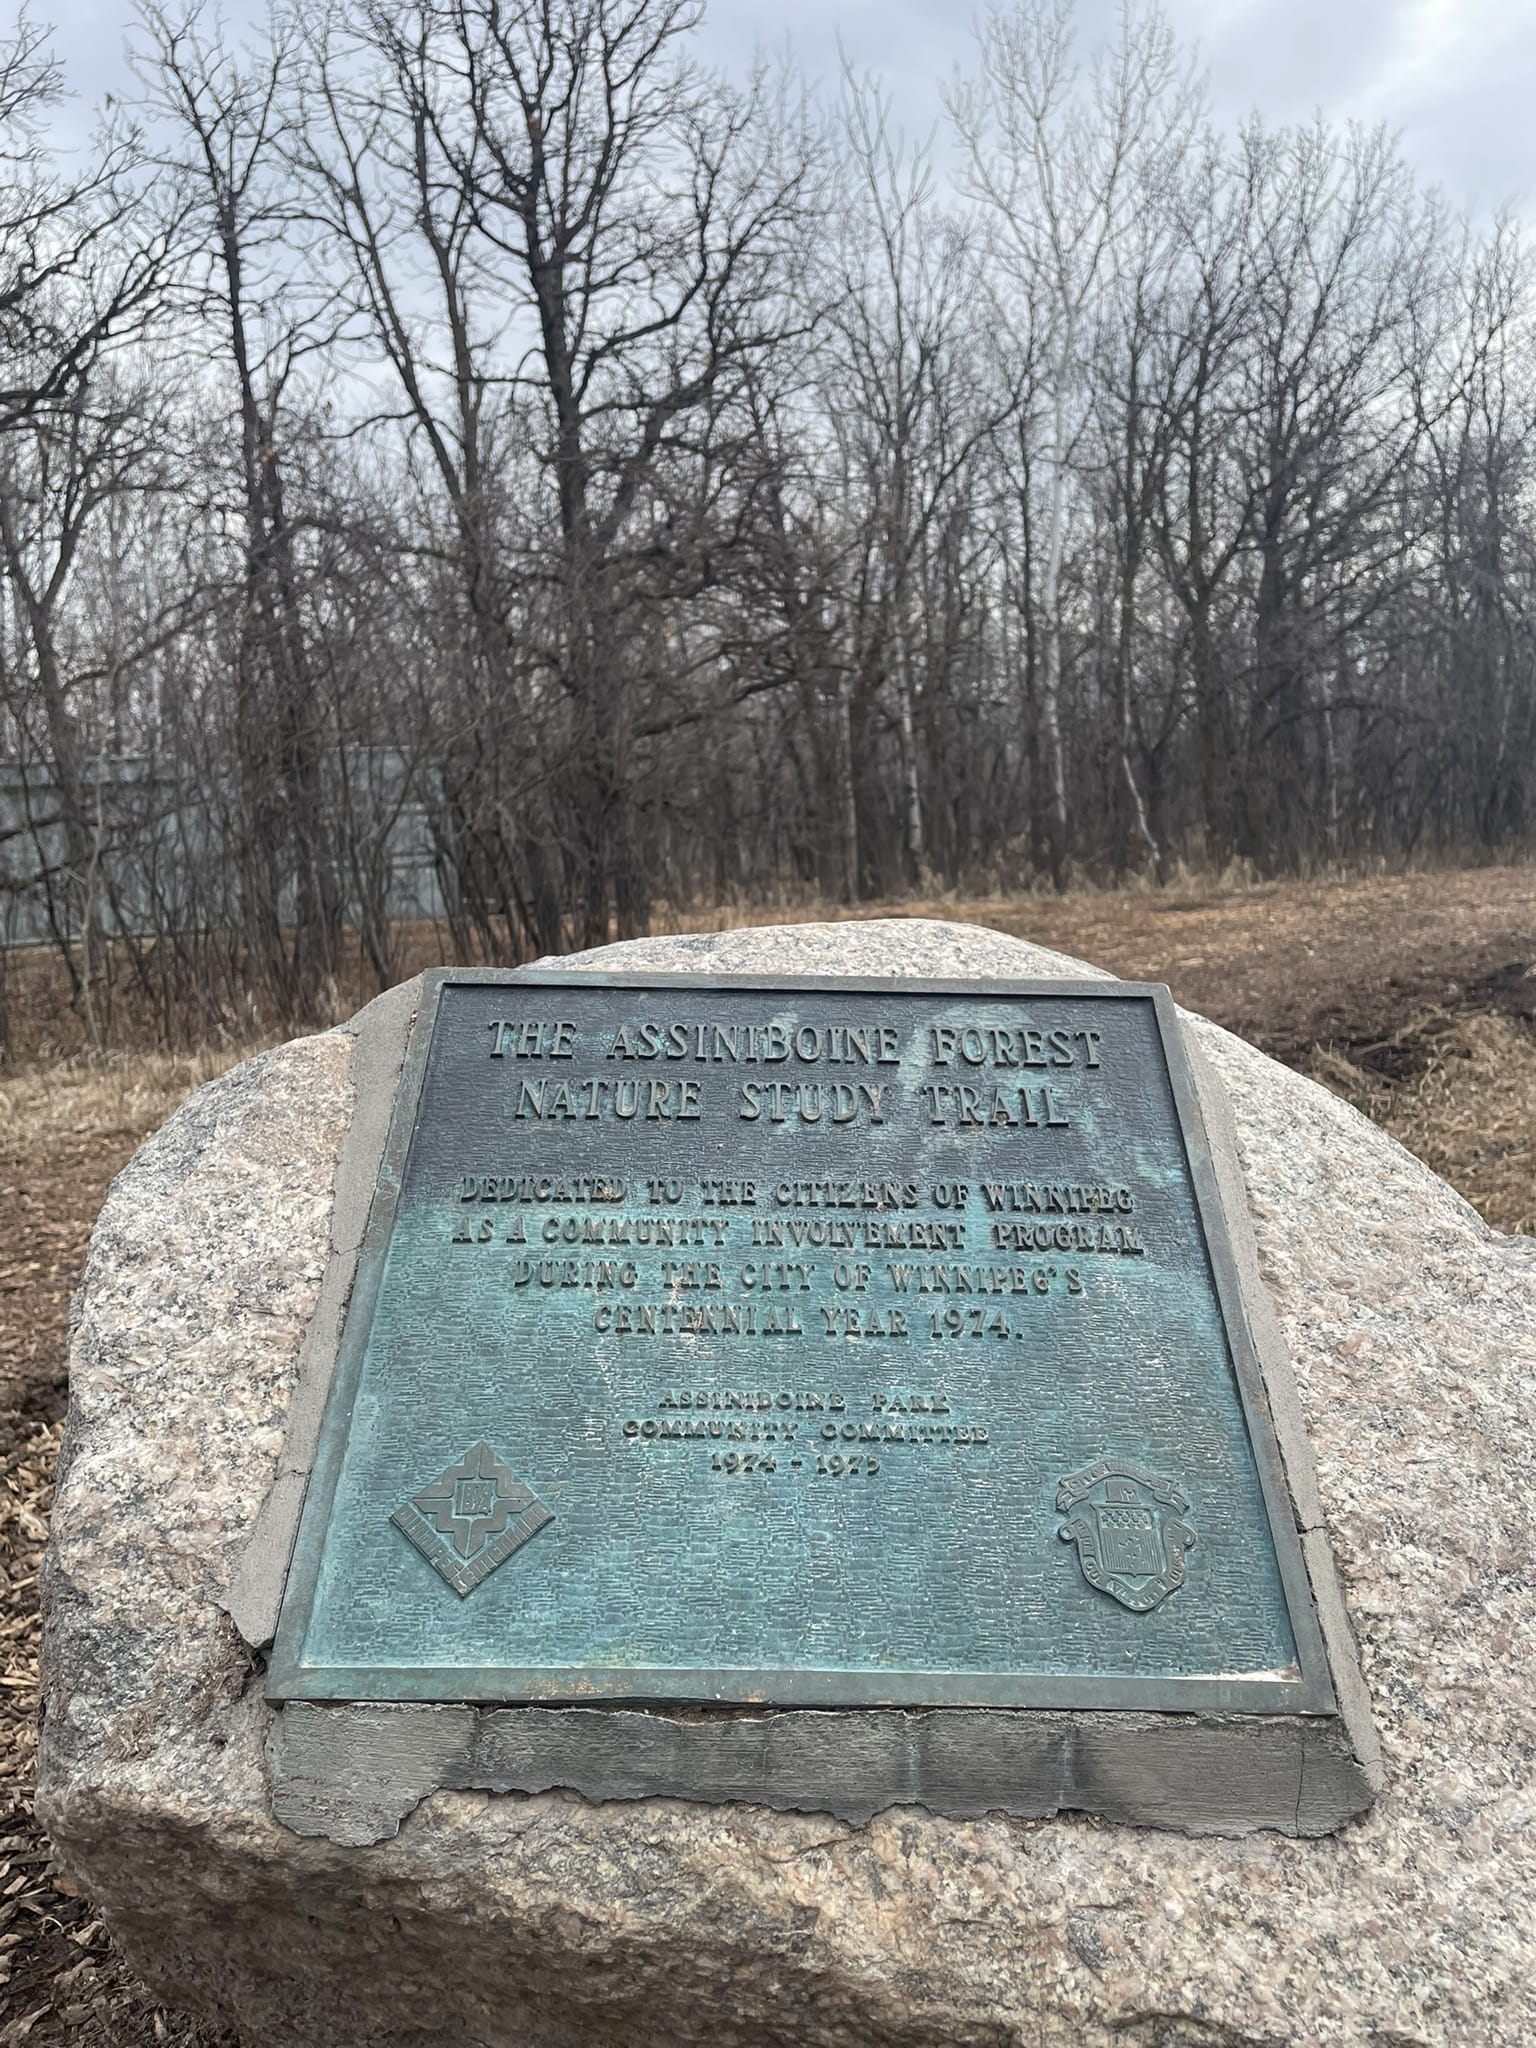 THE ASSINIBOINE FOREST
NATURE STUDY TRAIL
DEDICATED TO THE CITIZENS OF WINNIPEG
AS A COMMUNITY INVOLVEMENT PROGRAM
DURING THE CITY OF WINNIPEG'S
CENTENNIAL YEAR 1974.
ASSINIBOINE PARK
COMMUNITY COMMITTEE
1974 - 1975